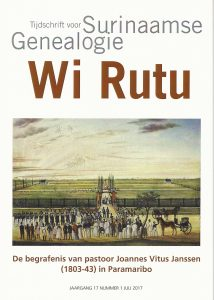 Tijdschrift voor Surinaamse
Genealogie
Wi Rutu
De begrafenis van pastoor Joannes Vitus Janssen
(1803-43) in Paramaribo
JAARGANG 17 NUMMER 1 JULI 2017